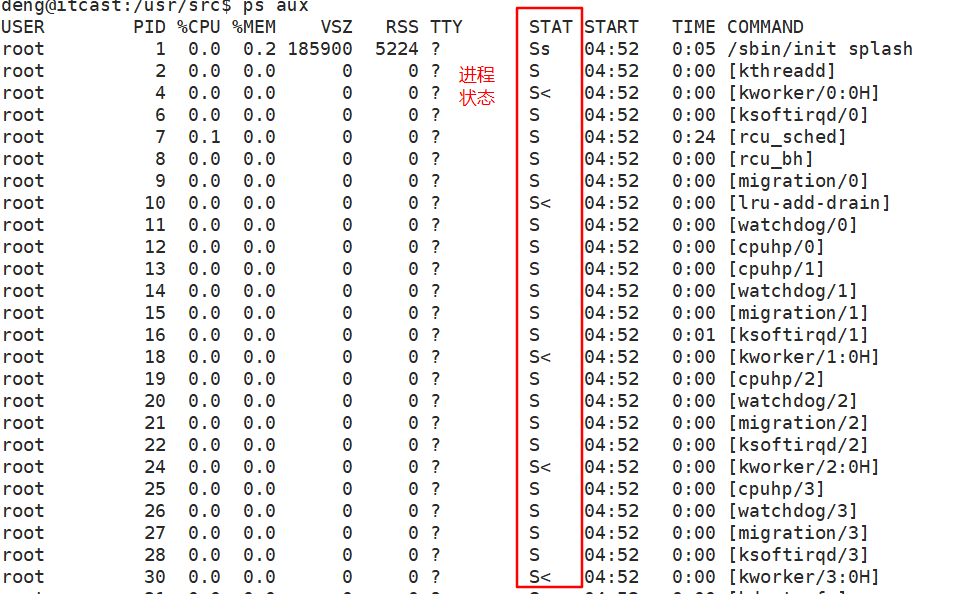 deng@itcast:/usr/src$ ps aux
USER PID %CPU %MEM VSZ RSS TTY STAT START TIME COMMAND
root 1 0.0 0.2 185900 5224 ? Ss 04:52 0:05 /sbin/init splash
root 2 0.0 0.0 0 0 ? 进程 S 04:52 0:00 [kthreadd]
root 4 0.0 0.0 0 0 ? 状态 S< 04:52 0:00 [kworker/0:0H]
root 6 0.0 0.0 0 0 ? S 04:52 0:00 [ksoftirqd/0]
root 7 0.1 0.0 0 0 ? S 04:52 0:24 [rcu_sched]
root 8 0.0 0.0 0 0 ? S 04:52 0:00 [rcu_bh]
root 9 0.0 0.0 0 0 ? S 04:52 0:00 [migration/0]
root 10 0.0 0.0 0 0 ? S< 04:52 0:00 [lru-add-drain]
root 11 0.0 0.0 0 0 ? S 04:52 0:00 [watchdog/0]
root 12 0.0 0.0 0 0 ? S 04:52 0:00 [cpuhp/0]
root 13 0.0 0.0 0 0 ? S 04:52 0:00 [cpuhp/1]
root 14 0.0 0.0 0 0 ? S 04:52 0:00 [watchdog/1]
root 15 0.0 0.0 0 0 ? S 04:52 0:00 [migration/1]
root 16 0.0 0.0 0 0 ? S 04:52 0:01 [ksoftirqd/1]
root 18 0.0 0.0 0 0 ? S< 04:52 0:00 [kworker/1:0H]
root 19 0.0 0.0 0 0 ? S 04:52 0:00 [cpuhp/2]
root 20 0.0 0.0 0 0 ? S 04:52 0:00 [watchdog/2]
root 21 0.0 0.0 0 0 ? S 04:52 0:00 [migration/2]
root 22 0.0 0.0 0 0 ? S 04:52 0:00 [ksoftirqd/2]
root 24 0.0 0.0 0 0 ? S< 04:52 0:00 [kworker/2:0H]
root 25 0.0 0.0 0 0 ? S 04:52 0:00 [cpuhp/3]
root 26 0.0 0.0 0 0 ? S 04:52 0:00 [watchdog/3]
root 27 0.0 0.0 0 0 ? S 04:52 0:00 [migration/3]
root 28 0.0 0.0 0 0 ? S 04:52 0:00 [ksoftirqd/3]
root 30 0.0 0.0 0 0 ? S< 04:52 0:00 [kworker/3:0H]